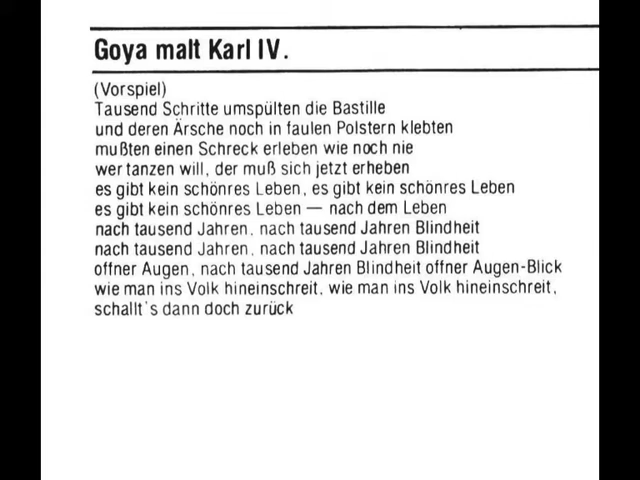 Goya malt Karl IV.
(Vorspiel)
Tausend Schritte umspülten die Bastille
und deren Ärsche noch in faulen Polstern klebten
mußten einen Schreck erleben wie noch nie
wer tanzen will, der muß sich jetzt erheben
es gibt kein schönres Leben, es gibt kein schönres Leben
es gibt kein schönres Leben — nach dem Leben
nach tausend Jahren, nach tausend Jahren Blindheit
nach tausend Jahren, nach tausend Jahren Blindheit
offner Augen, nach tausend Jahren Blindheit offner Augen-Blick
wie man ins Volk hineinschreit, wie man ins Volk hineinschreit,
schallt's dann doch zurück